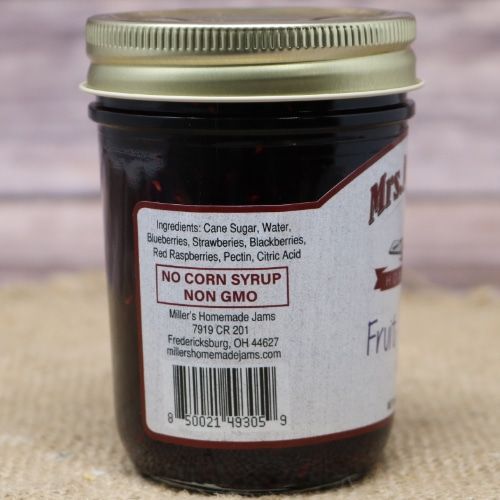 Ingredients: Cane Sugar, Water,
Blueberries, Strawberies, Blackberries,
Red Raspberries, Pectin, Citric Acid
NO CORN SYRUP
NON GMO
Miller's Homemade Jams
7919 CR 201
Fredericksburg, OH 44627
millershomemadejams.com
8 50021 49305 9
Mrs.
Fruit